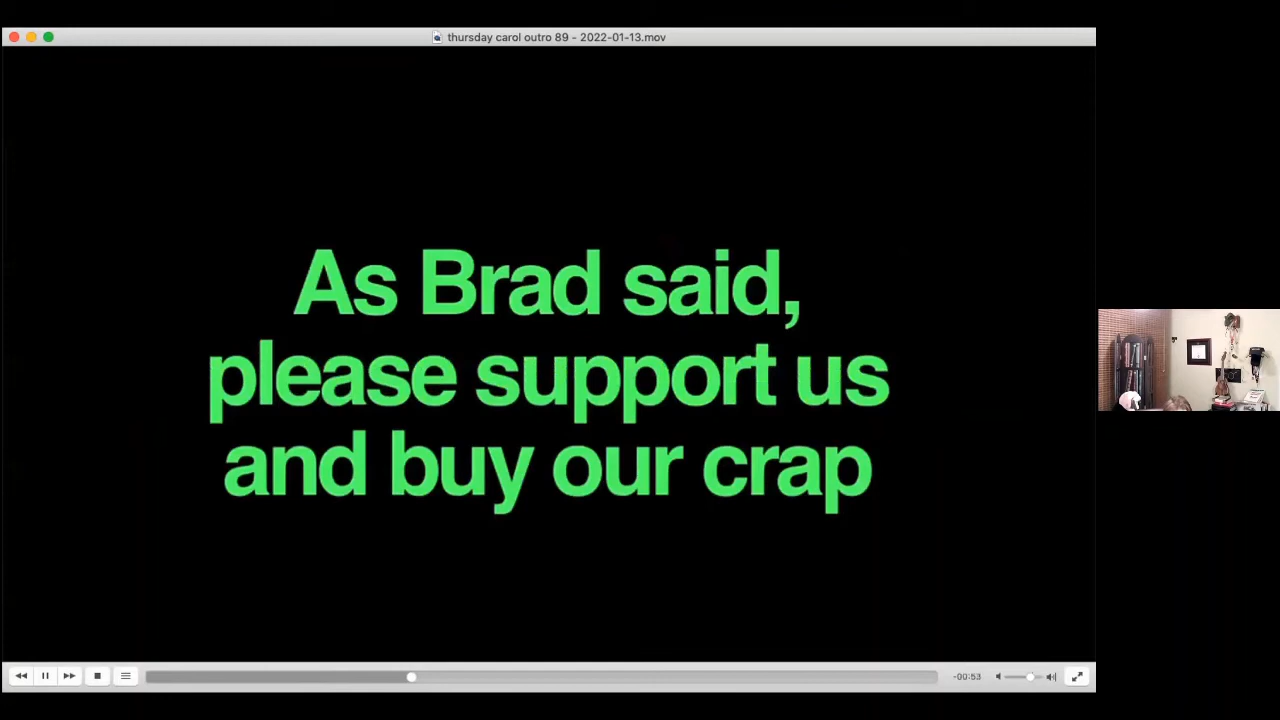 thursday carol outro 89 - 2022-01-13.mov
As Brad said,
please support us
and buy our crap
-00:53